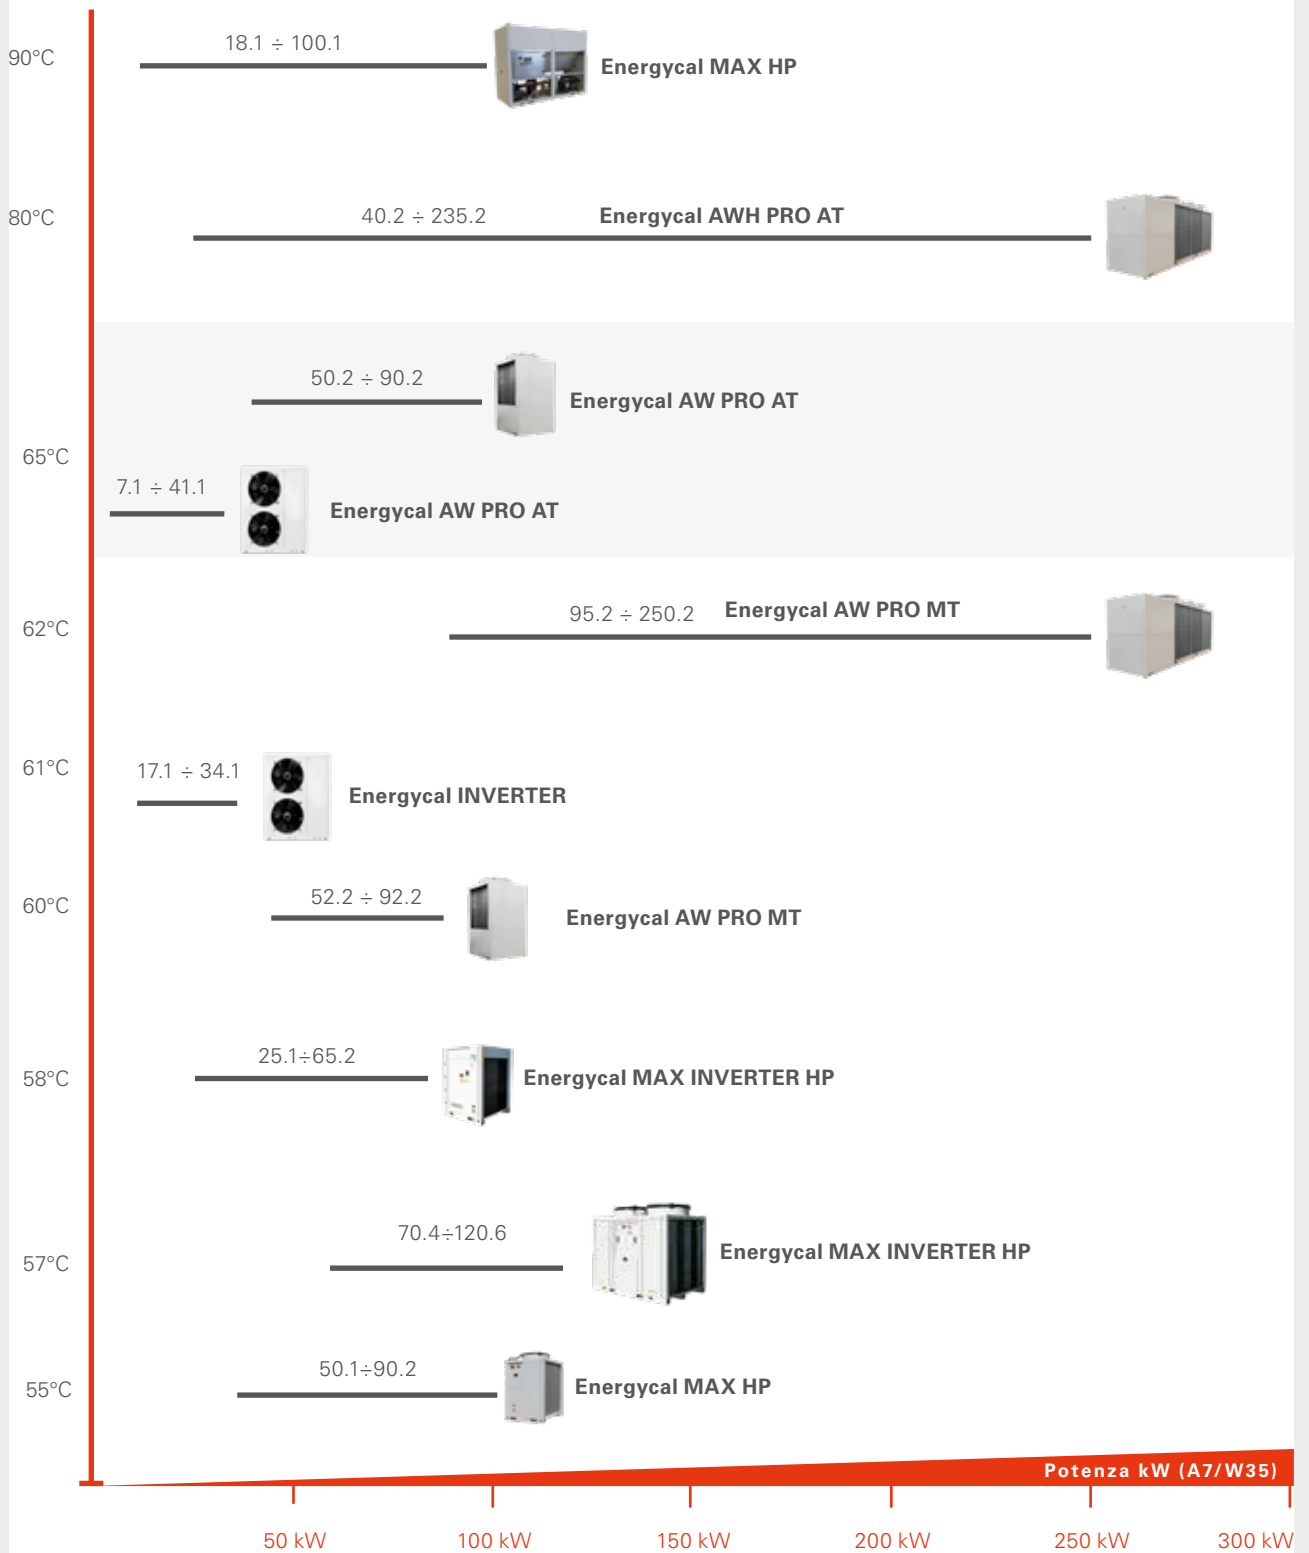 90°C
18.1 ÷ 100.1
Energycal MAX HP
80°C
40.2 ÷ 235.2
Energycal AWH PRO AT
50.2 ÷ 90.2
Energycal AW PRO AT
65°C
7.1 ÷ 41.1
Energycal AW PRO AT
62°C
95.2 ÷ 250.2
Energycal AW PRO MT
61°C
17.1 ÷ 34.1
Energycal INVERTER
60°C
52.2 ÷ 92.2
Energycal AW PRO MT
58°C
25.1÷65.2
Energycal MAX INVERTER HP
57°C
70.4÷120.6
Energycal MAX INVERTER HP
55°C
50.1÷90.2
Energycal MAX HP
Potenza kW (A7/W35)
50 kW
100 kW
150 kW
200 kW
250 kW
300 kW